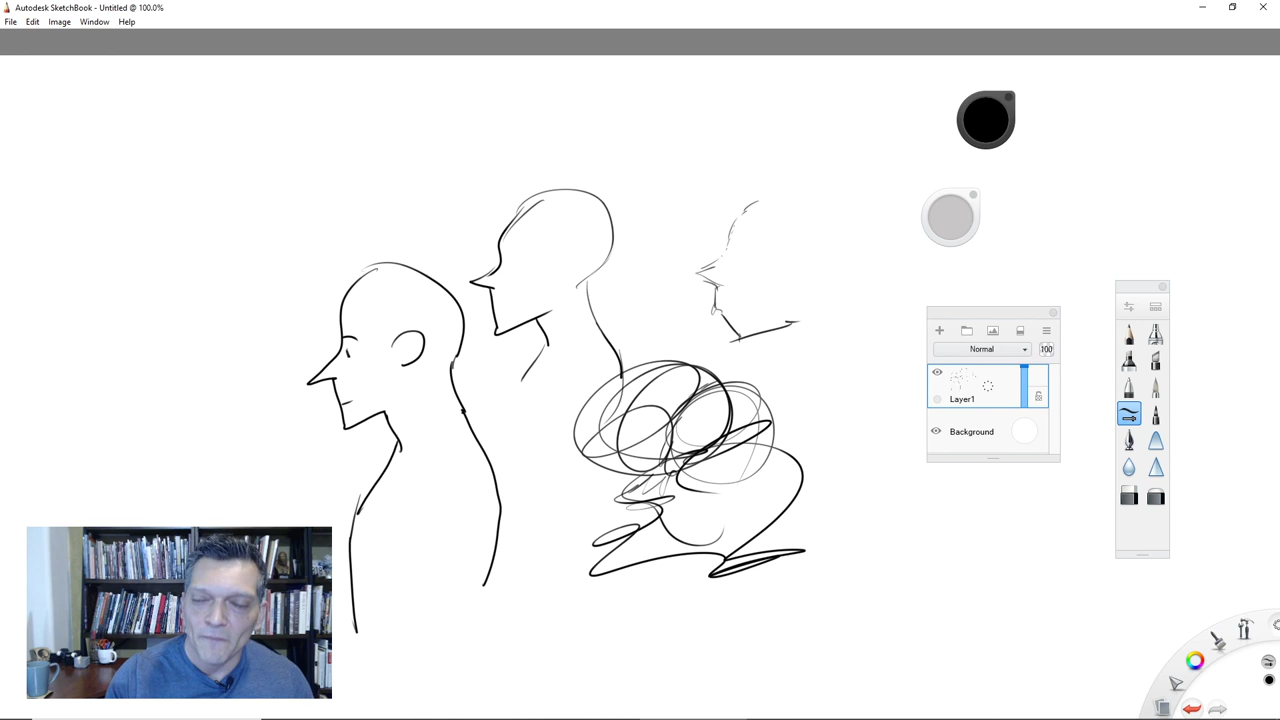 Autodesk SketchBook - Untitled @ 100.0%
File Edit Image Window Help
Normal 100
Layer1
Background